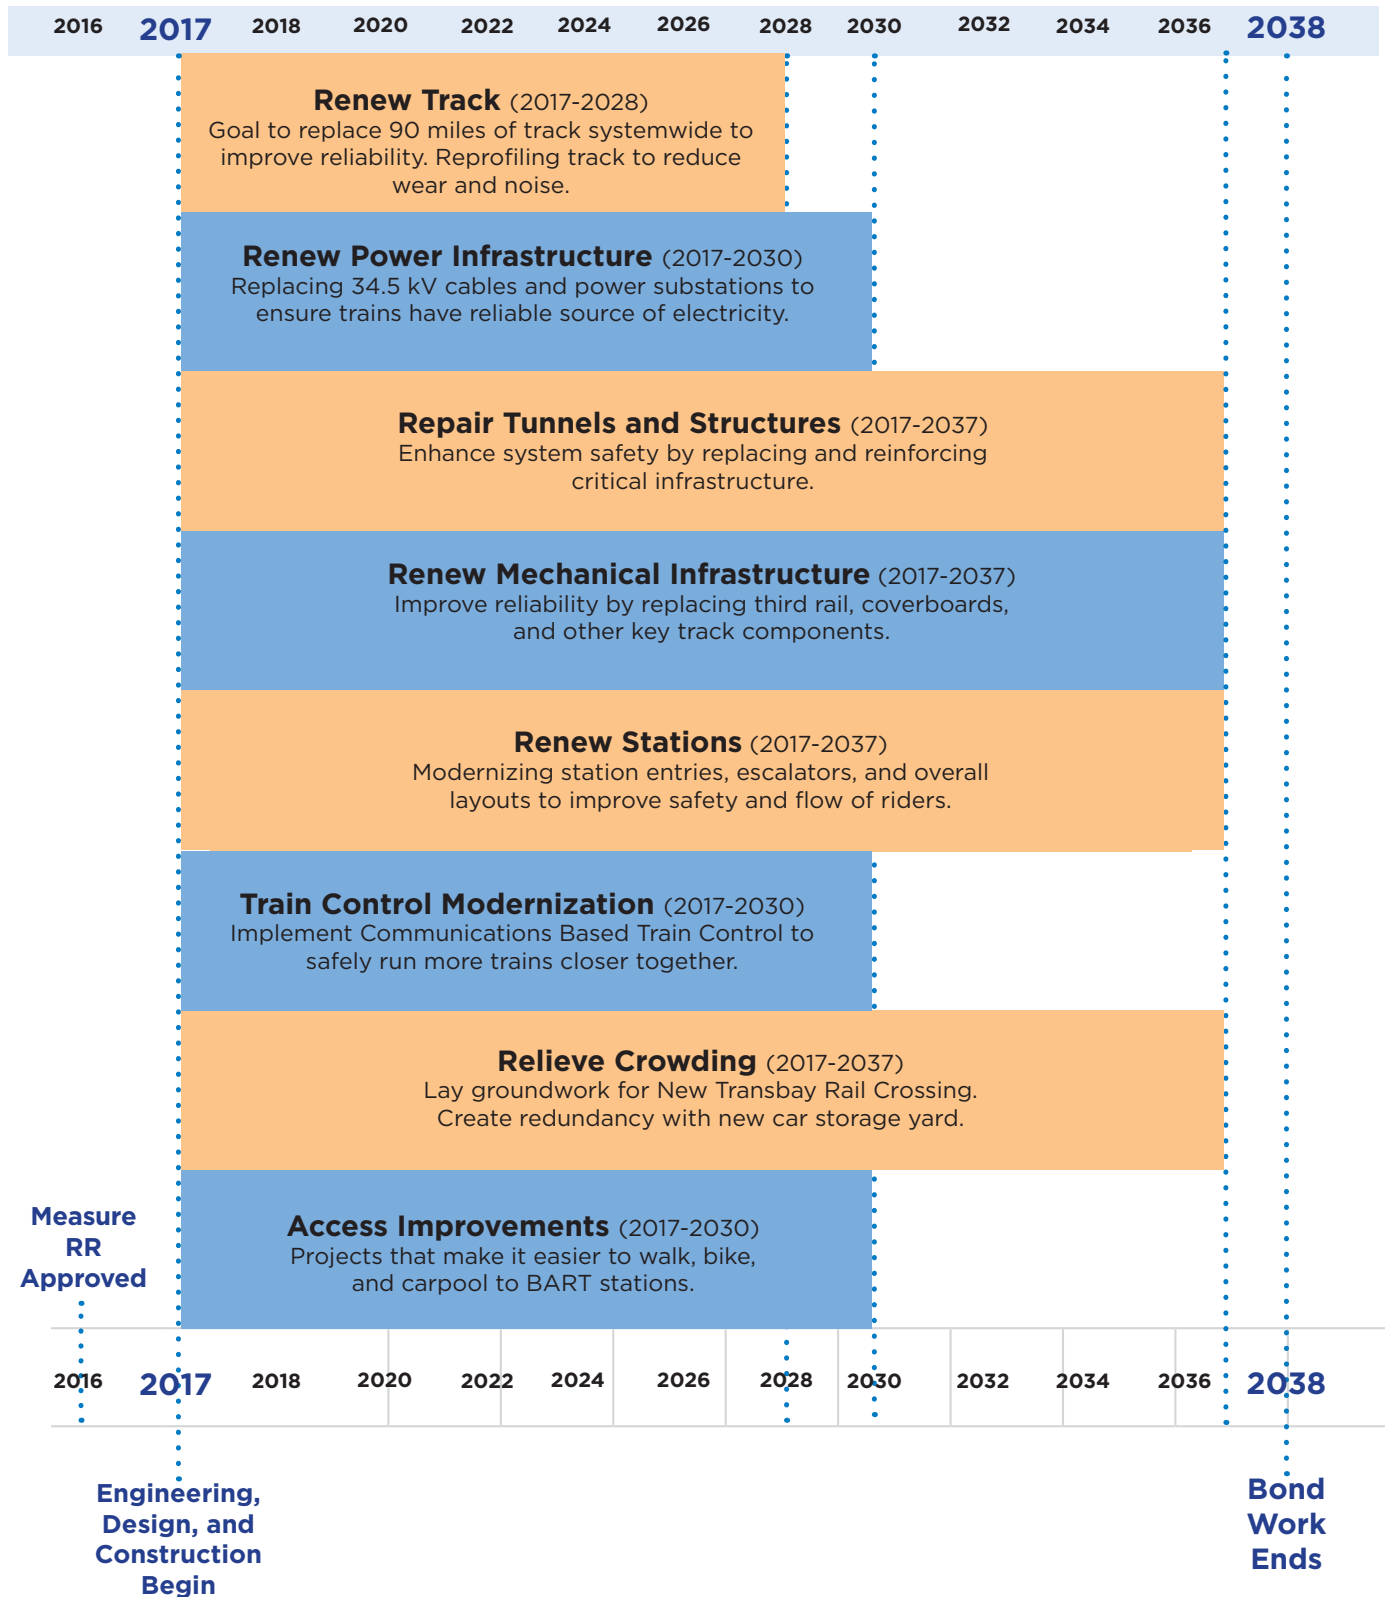 2016 2017 2018 2020 2022 2024 2026 2028 2030 2032 2034 2036 2038
Renew Track (2017-2028)
Goal to replace 90 miles of track systemwide to
improve reliability. Reprofiling track to reduce
wear and noise.
Renew Power Infrastructure (2017-2030)
Replacing 34.5 kV cables and power substations to
ensure trains have reliable source of electricity.
Repair Tunnels and Structures (2017-2037)
Enhance system safety by replacing and reinforcing
critical infrastructure.
Renew Mechanical Infrastructure (2017-2037)
Improve reliability by replacing third rail, coverboards,
and other key track components.
Renew Stations (2017-2037)
Modernizing station entries, escalators, and overall
layouts to improve safety and flow of riders.
Train Control Modernization (2017-2030)
Implement Communications Based Train Control to
safely run more trains closer together.
Relieve Crowding (2017-2037)
Lay groundwork for New Transbay Rail Crossing.
Create redundancy with new car storage yard.
Access Improvements (2017-2030)
Projects that make it easier to walk, bike,
and carpool to BART stations.
Measure
RR
Approved
2016 2017 2018 2020 2022 2024 2026 2028 2030 2032 2034 2036 2038
Engineering,
Design, and
Construction
Begin
Bond
Work
Ends